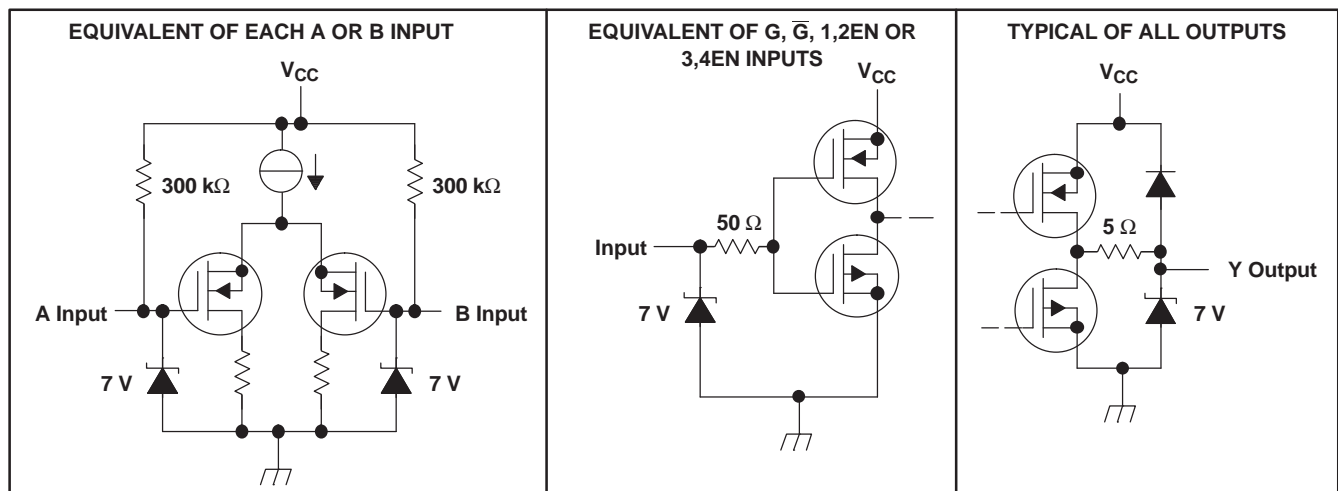 EQUIVALENT OF EACH A OR B INPUT
VCC
300 kΩ
300 kΩ
A Input
B Input
7 V
7 V
EQUIVALENT OF G, G̅, 1,2EN OR
3,4EN INPUTS
VCC
50 Ω
Input
7 V
TYPICAL OF ALL OUTPUTS
VCC
5 Ω
Y Output
7 V